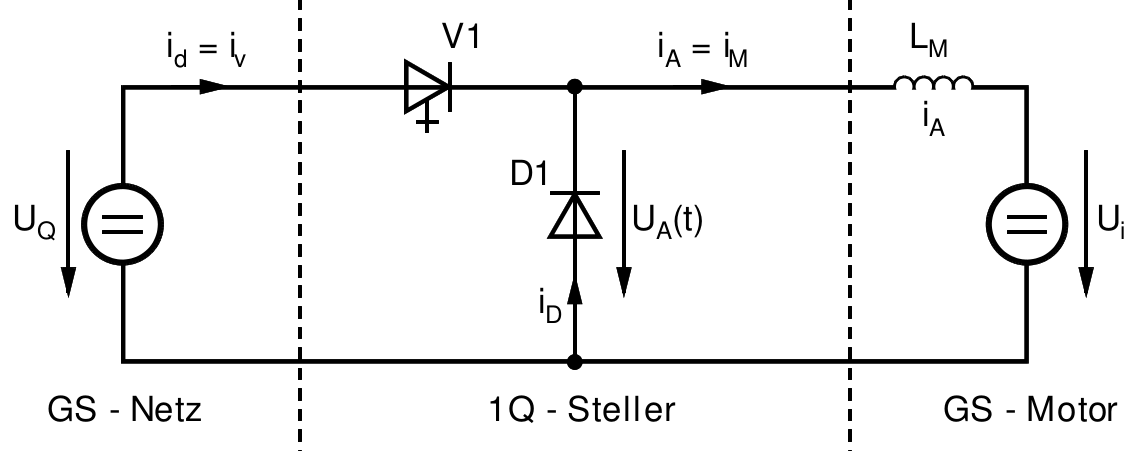 V1
i_d = i_v
i_A = i_M
L_M
i_A
D1
U_Q
U_A(t)
U_i
i_D
GS - Netz
1Q - Steller
GS - Motor